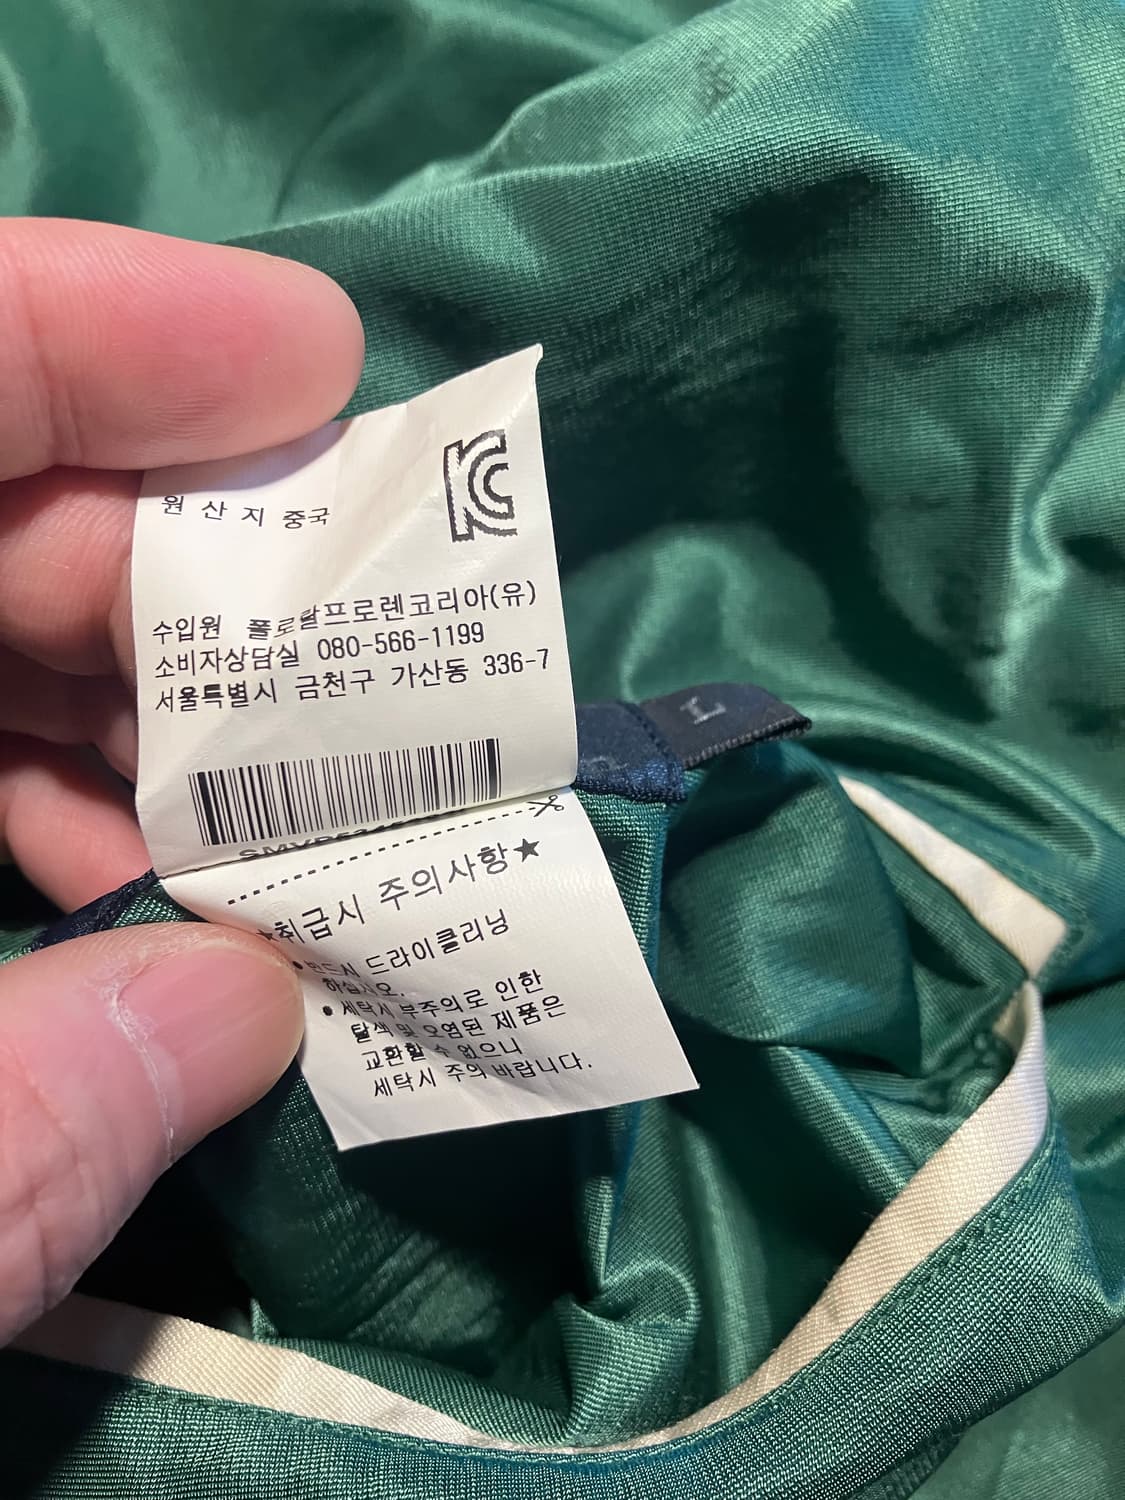 KC
원 산 지 중국
수입원 폴로랄프로렌코리아(유)
소비자상담실 080-566-1199
서울특별시 금천구 가산동 336-7
★취급시 주의사항★
• 반드시 드라이클리닝
하십시오.
• 세탁시 부주의로 인한
탈색 및 오염된 제품은
교환할 수 없으니
세탁시 주의 바랍니다.
L